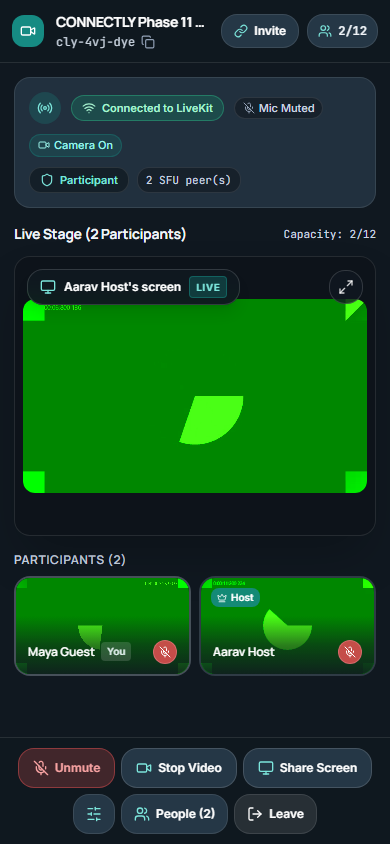 CONNECTLY Phase 11 ...
cly-4vj-dye
Invite
2/12
Connected to LiveKit
Mic Muted
Camera On
Participant
2 SFU peer(s)
Live Stage (2 Participants)
Capacity: 2/12
Aarav Host's screen LIVE
PARTICIPANTS (2)
Maya Guest You
Host
Aarav Host
Unmute
Stop Video
Share Screen
People (2)
Leave